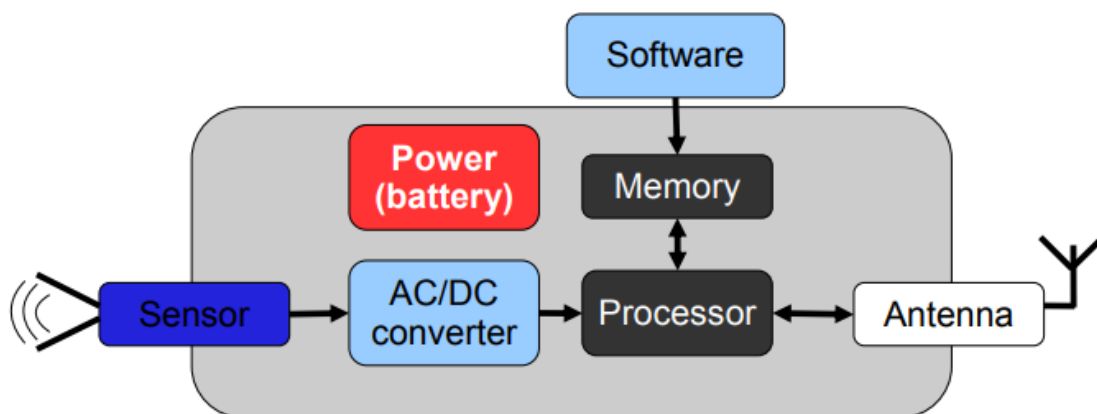 Software
Power
(battery)
Memory
Sensor
AC/DC
converter
Processor
Antenna